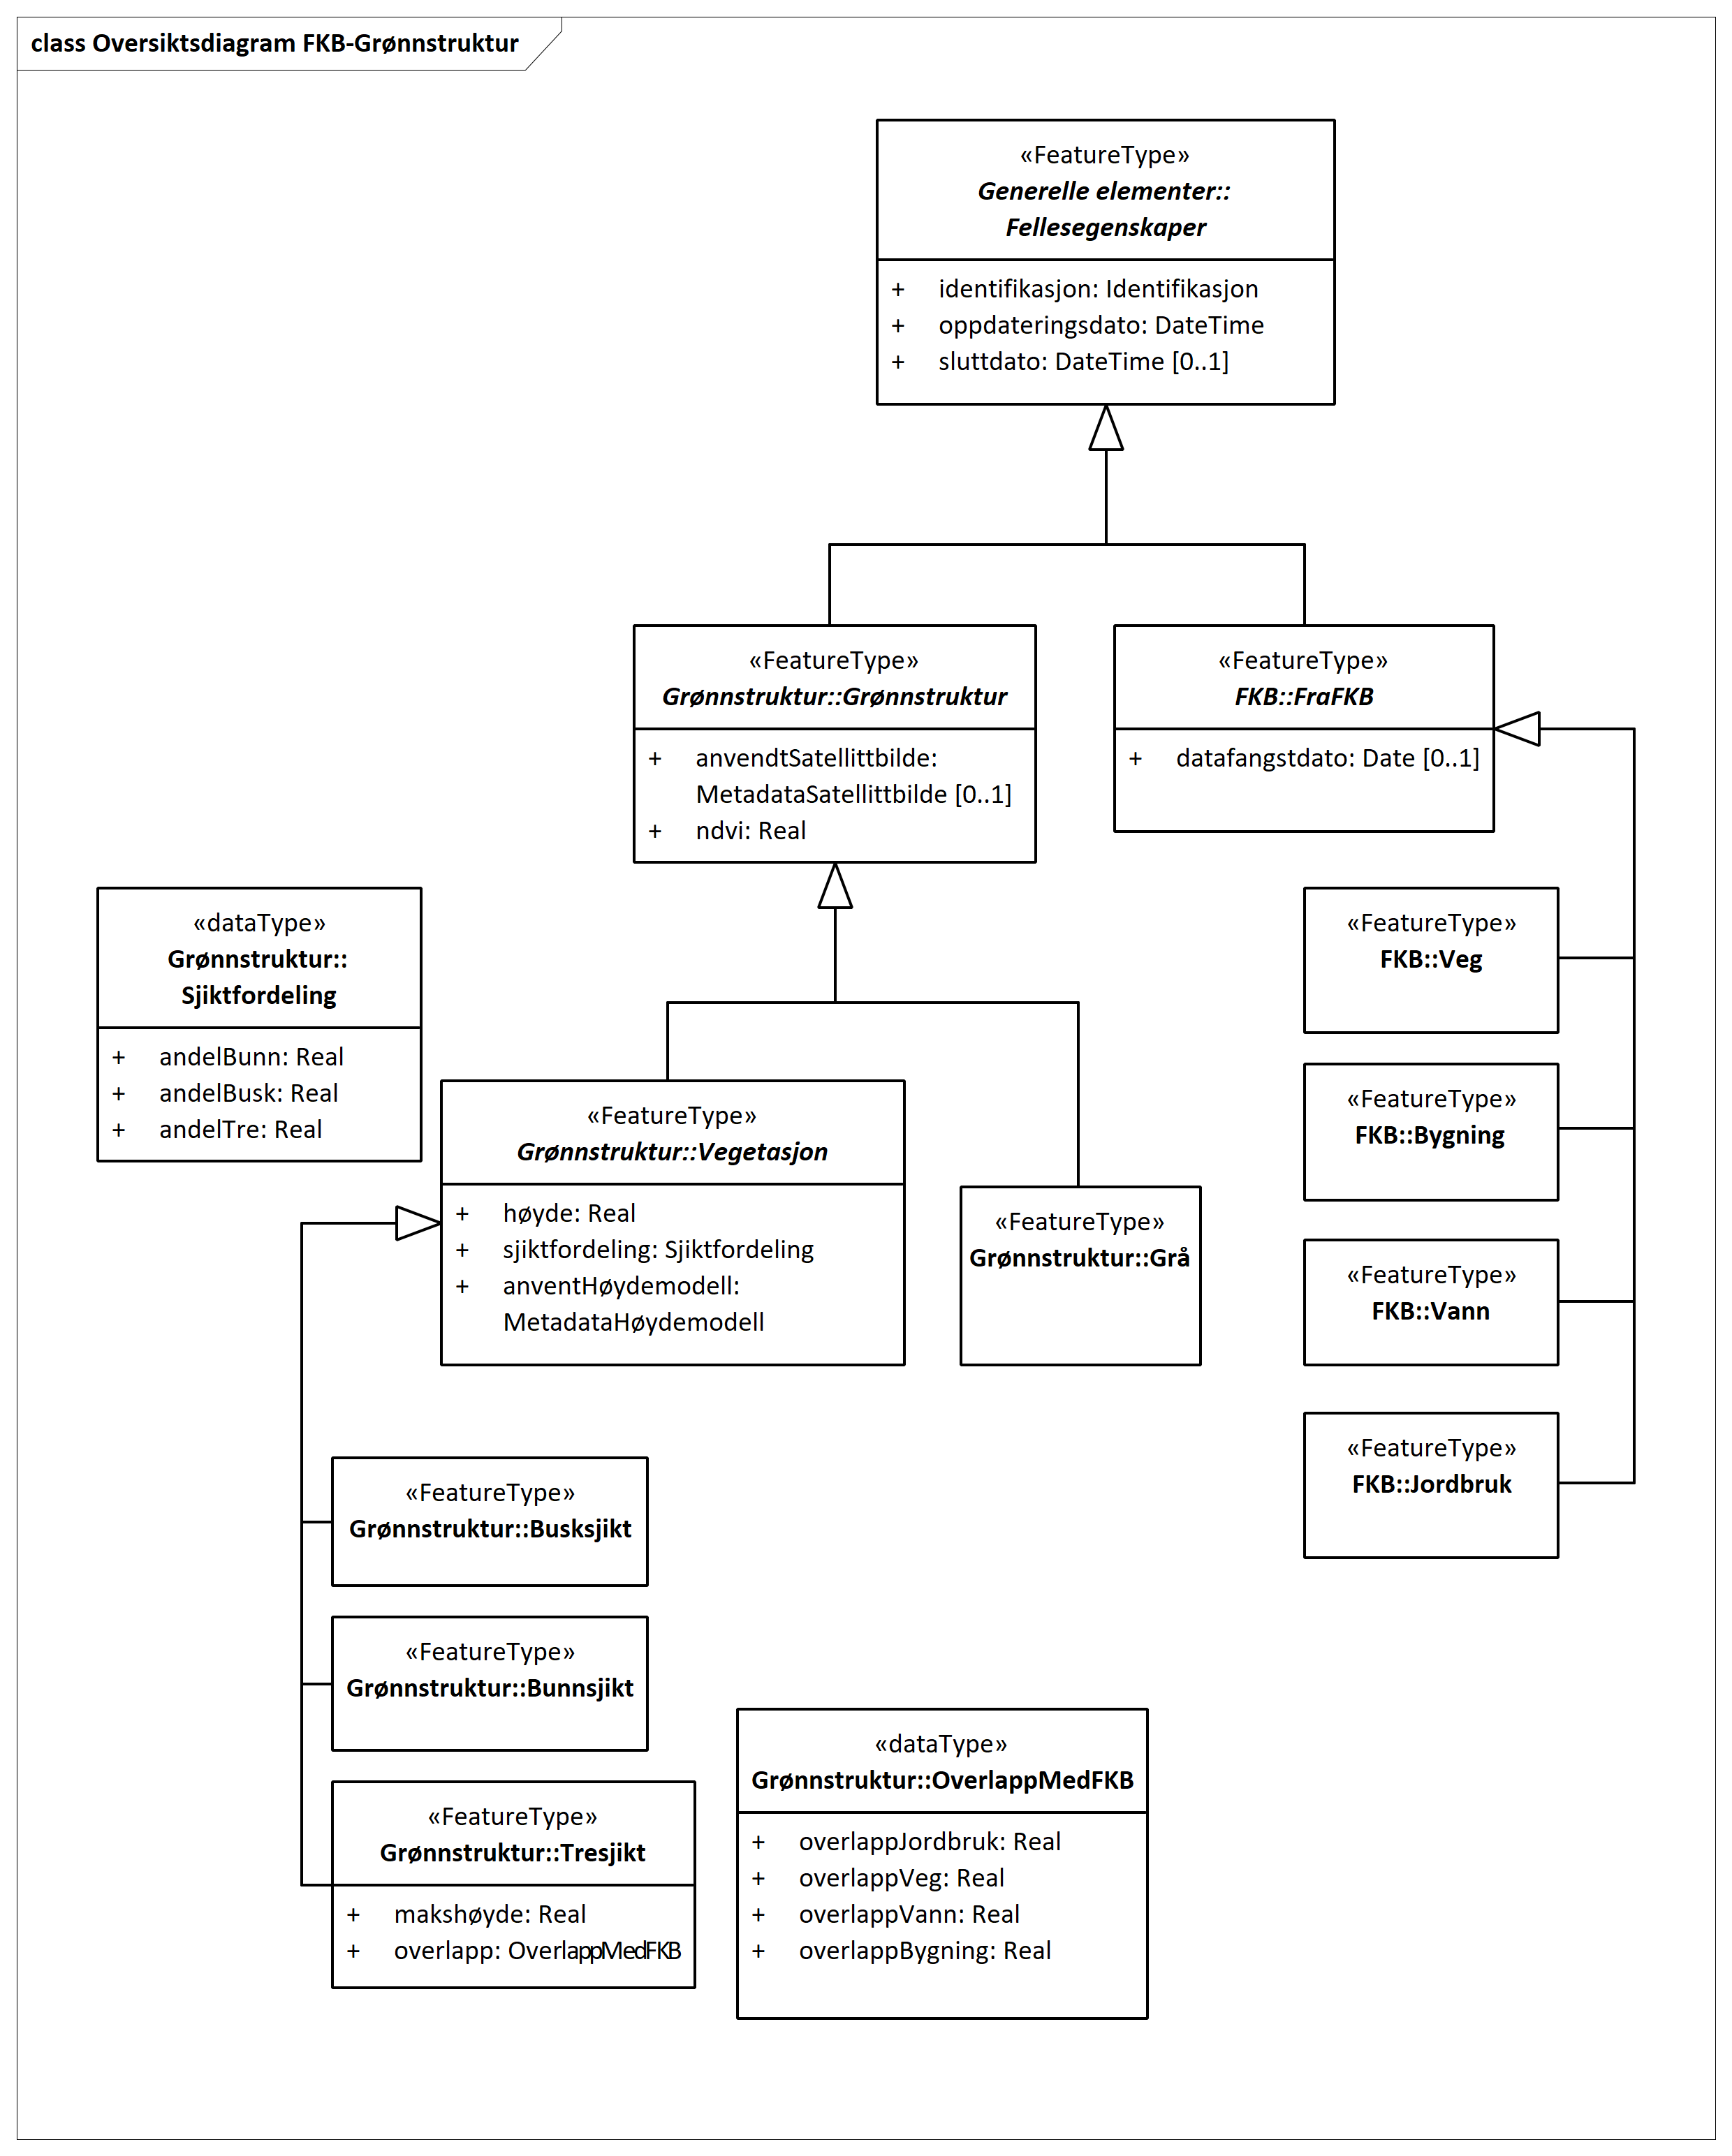 class Oversiktsdiagram FKB-Grønnstruktur
«FeatureType»
Generelle elementer::
Fellesegenskaper
+ identifikasjon: Identifikasjon
+ oppdateringsdato: DateTime
+ sluttdato: DateTime [0..1]
«FeatureType»
Grønnstruktur::Grønnstruktur
+ anvendtSatellittbilde:
MetadataSatellittbilde [0..1]
+ ndvi: Real
«FeatureType»
FKB::FraFKB
+ datafangstdato: Date [0..1]
«dataType»
Grønnstruktur::
Sjiktfordeling
+ andelBunn: Real
+ andelBusk: Real
+ andelTre: Real
«FeatureType»
Grønnstruktur::Vegetasjon
+ høyde: Real
+ sjiktfordeling: Sjiktfordeling
+ anventHøydemodell:
MetadataHøydemodell
«FeatureType»
Grønnstruktur::Grå
«FeatureType»
FKB::Veg
«FeatureType»
FKB::Bygning
«FeatureType»
FKB::Vann
«FeatureType»
FKB::Jordbruk
«FeatureType»
Grønnstruktur::Busksjikt
«FeatureType»
Grønnstruktur::Bunnsjikt
«FeatureType»
Grønnstruktur::Tresjikt
+ makshøyde: Real
+ overlapp: OverlappMedFKB
«dataType»
Grønnstruktur::OverlappMedFKB
+ overlappJordbruk: Real
+ overlappVeg: Real
+ overlappVann: Real
+ overlappBygning: Real